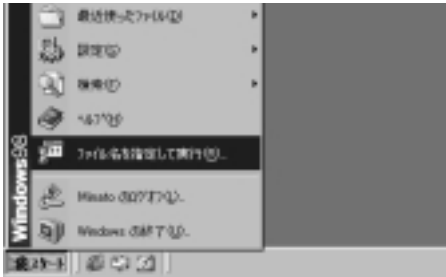 最近使ったファイル(D)
設定(S)
検索(F)
ヘルプ(H)
ファイル名を指定して実行(R)...
Minato のログオフ(L)...
Windows の終了(U)...
Windows98
スタート